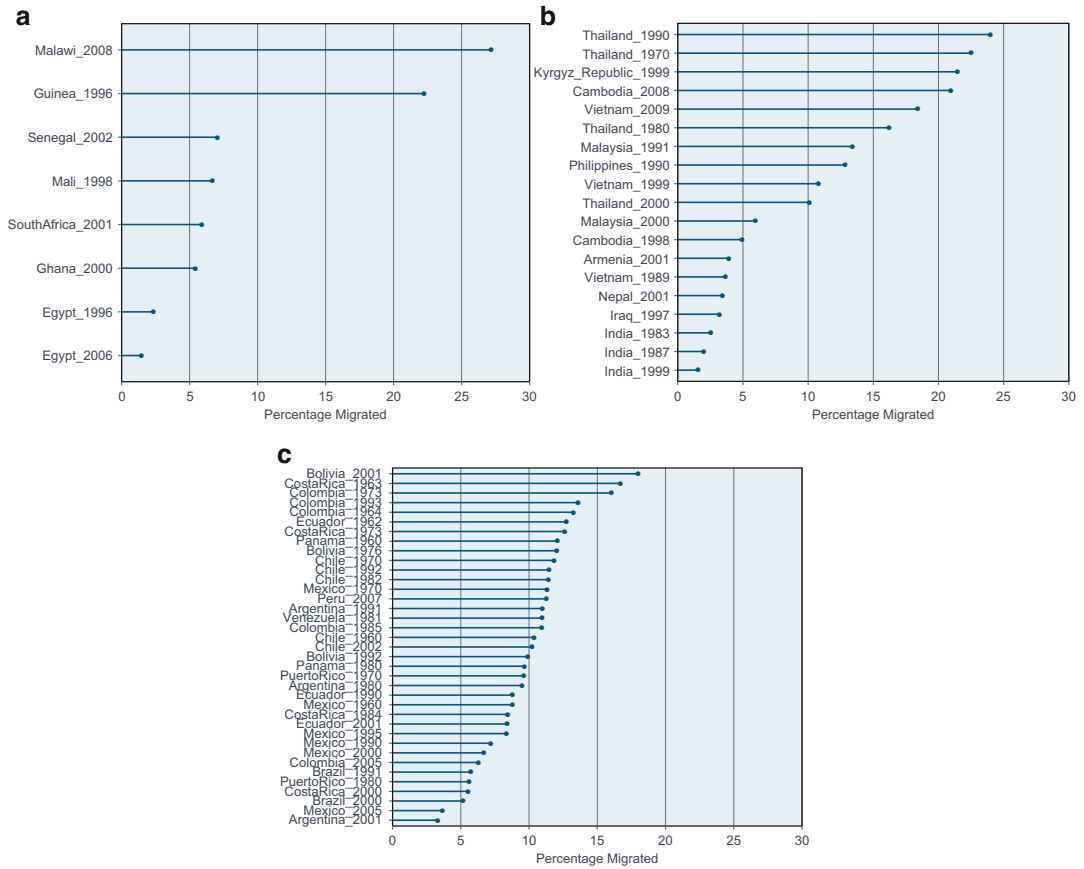 a
Malawi_2008
Guinea_1996
Senegal_2002
Mali_1998
SouthAfrica_2001
Ghana_2000
Egypt_1996
Egypt_2006
0 5 10 15 20 25 30
Percentage Migrated
b
Thailand_1990
Thailand_1970
Kyrgyz_Republic_1999
Cambodia_2008
Vietnam_2009
Thailand_1980
Malaysia_1991
Philippines_1990
Vietnam_1999
Thailand_2000
Malaysia_2000
Cambodia_1998
Armenia_2001
Vietnam_1989
Nepal_2001
Iraq_1997
India_1983
India_1987
India_1999
0 5 10 15 20 25 30
Percentage Migrated
c
Bolivia_2001
CostaRica_1963
Colombia_1973
Colombia_1993
Colombia_1964
Ecuador_1962
CostaRica_1973
Panama_1960
Bolivia_1976
Chile_1970
Chile_1992
Chile_1982
Mexico_1970
Peru_2007
Argentina_1991
Venezuela_1981
Colombia_1985
Chile_1960
Chile_2002
Bolivia_1992
Panama_1980
PuertoRico_1970
Argentina_1980
Ecuador_1990
Mexico_1960
CostaRica_1984
Ecuador_2001
Mexico_1995
Mexico_1990
Mexico_2000
Colombia_2005
Brazil_1991
PuertoRico_1980
CostaRica_2000
Brazil_2000
Mexico_2005
Argentina_2001
0 5 10 15 20 25 30
Percentage Migrated